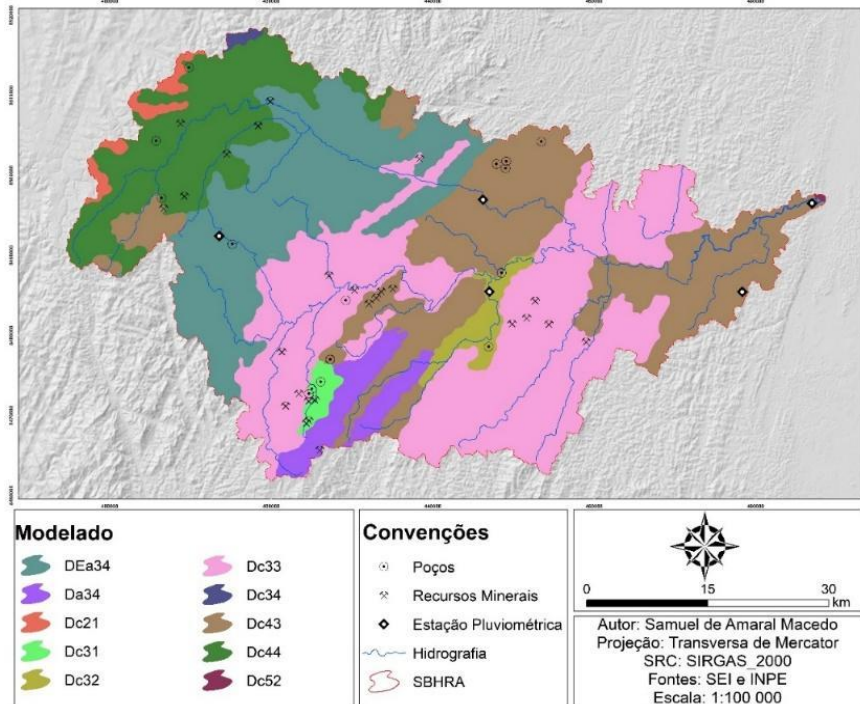 Modelado
DEa34
Da34
Dc21
Dc31
Dc32
Dc33
Dc34
Dc43
Dc44
Dc52
Convenções
Poços
Recursos Minerais
Estação Pluviométrica
Hidrografia
SBHRA
0 15 30
km
Autor: Samuel de Amaral Macedo
Projeção: Transversa de Mercator
SRC: SIRGAS_2000
Fontes: SEI e INPE
Escala: 1:100 000